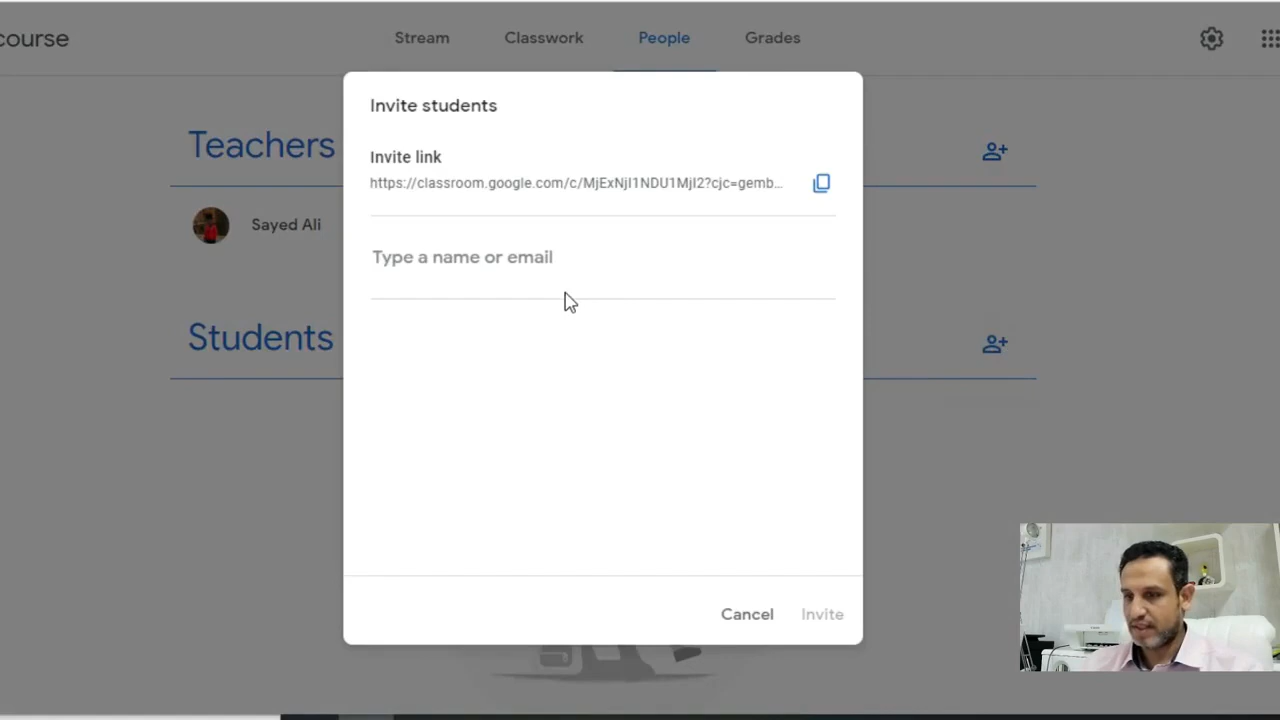 course
Stream
Classwork
People
Grades
Invite students
Invite link
https://classroom.google.com/c/MjExNjI1NDU1MjI2?cjc=gemb...
Type a name or email
Teachers
Sayed Ali
Students
Cancel
Invite